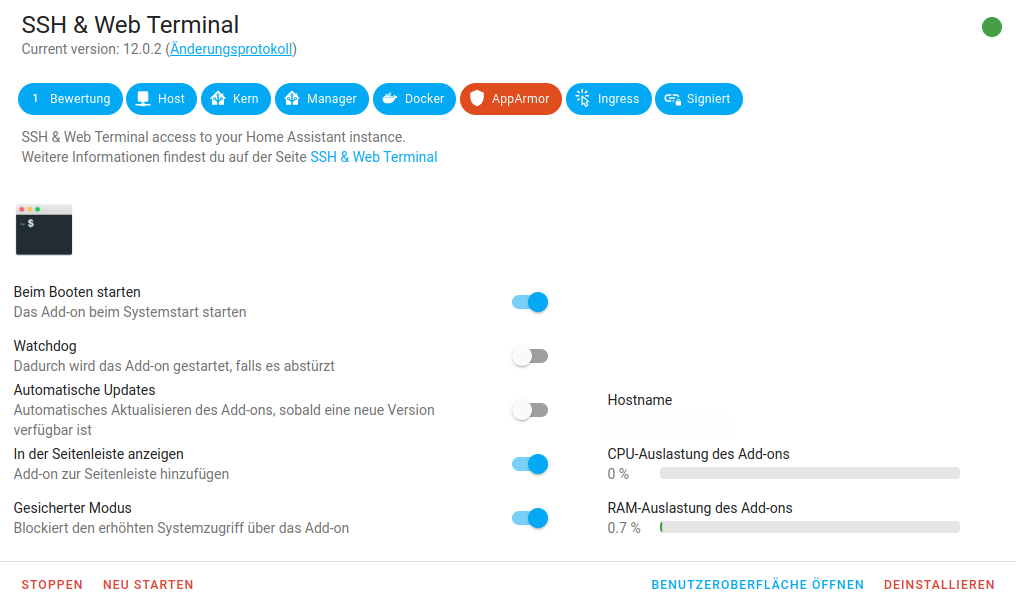 SSH & Web Terminal
Current version: 12.0.2 (Änderungsprotokoll)
1 Bewertung Host Kern Manager Docker AppArmor Ingress Signiert
SSH & Web Terminal access to your Home Assistant instance.
Weitere Informationen findest du auf der Seite SSH & Web Terminal
~ $
Beim Booten starten
Das Add-on beim Systemstart starten
Watchdog
Dadurch wird das Add-on gestartet, falls es abstürzt
Automatische Updates
Automatisches Aktualisieren des Add-ons, sobald eine neue Version
verfügbar ist
In der Seitenleiste anzeigen
Add-on zur Seitenleiste hinzufügen
Gesicherter Modus
Blockiert den erhöhten Systemzugriff über das Add-on
Hostname
CPU-Auslastung des Add-ons
0 %
RAM-Auslastung des Add-ons
0.7 %
STOPPEN NEU STARTEN BENUTZEROBERFLÄCHE ÖFFNEN DEINSTALLIEREN